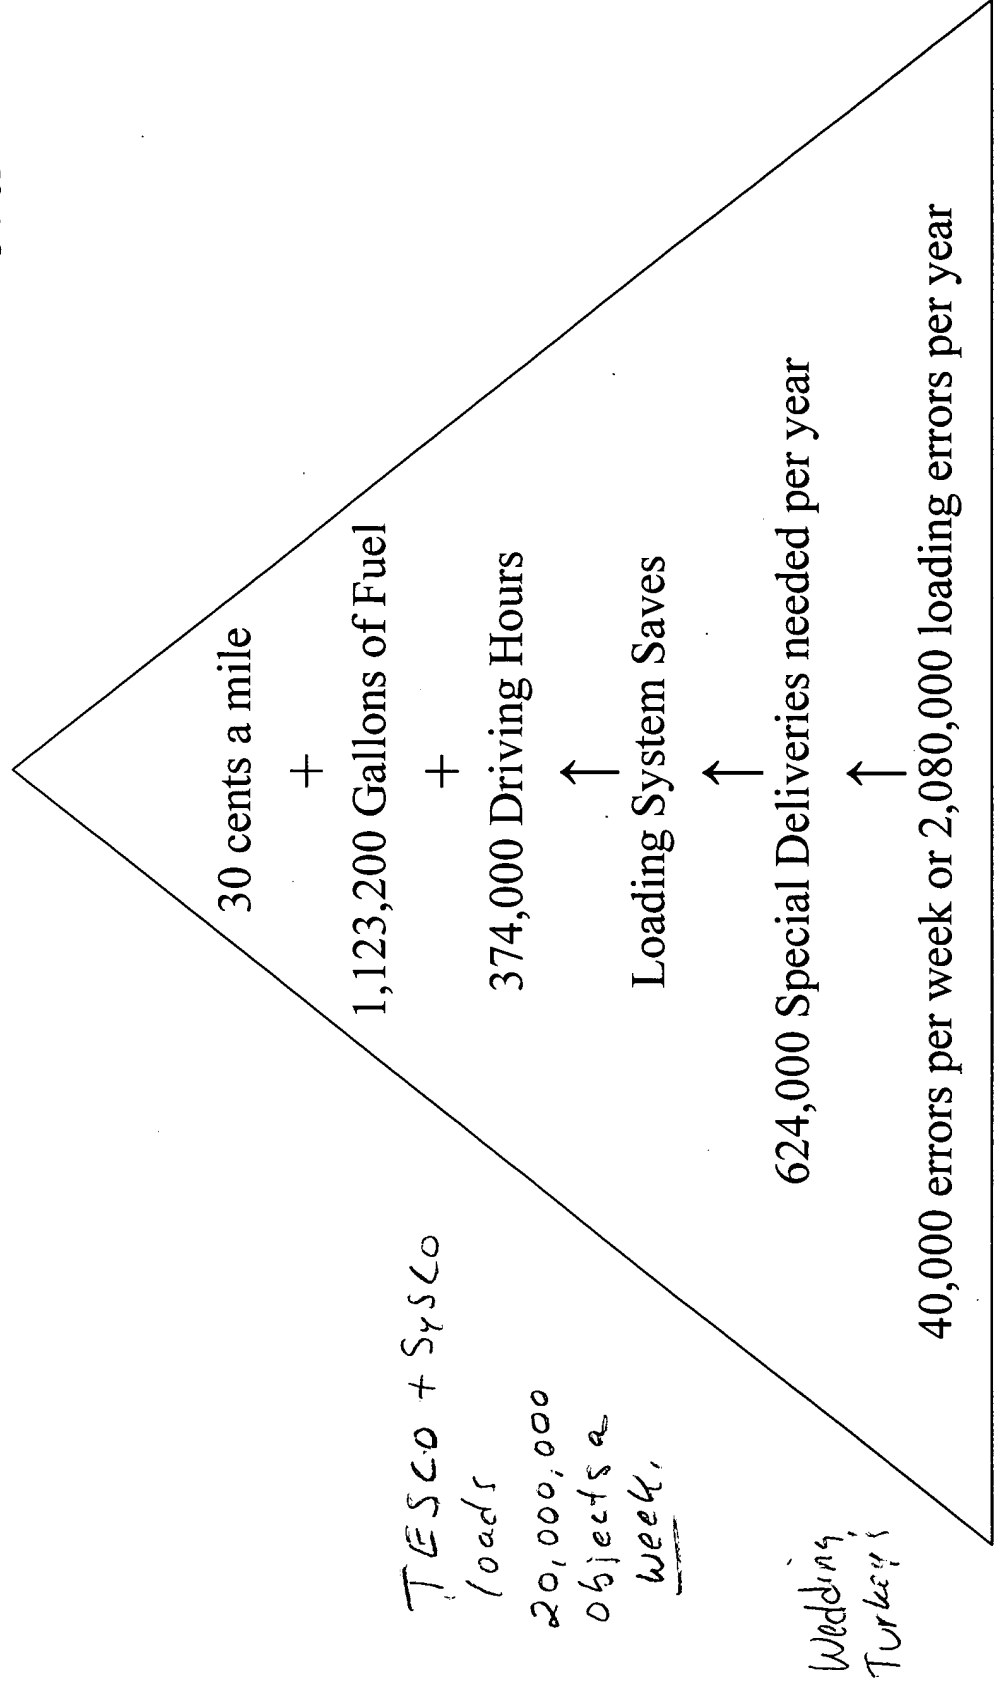 30 cents a mile
+
1,123,200 Gallons of Fuel
+
374,000 Driving Hours
↑
Loading System Saves
↑
624,000 Special Deliveries needed per year
↑
40,000 errors per week or 2,080,000 loading errors per year
TESCO + SYSCO
loads
20,000,000
objects a
week.
Wedding,
Turkeys